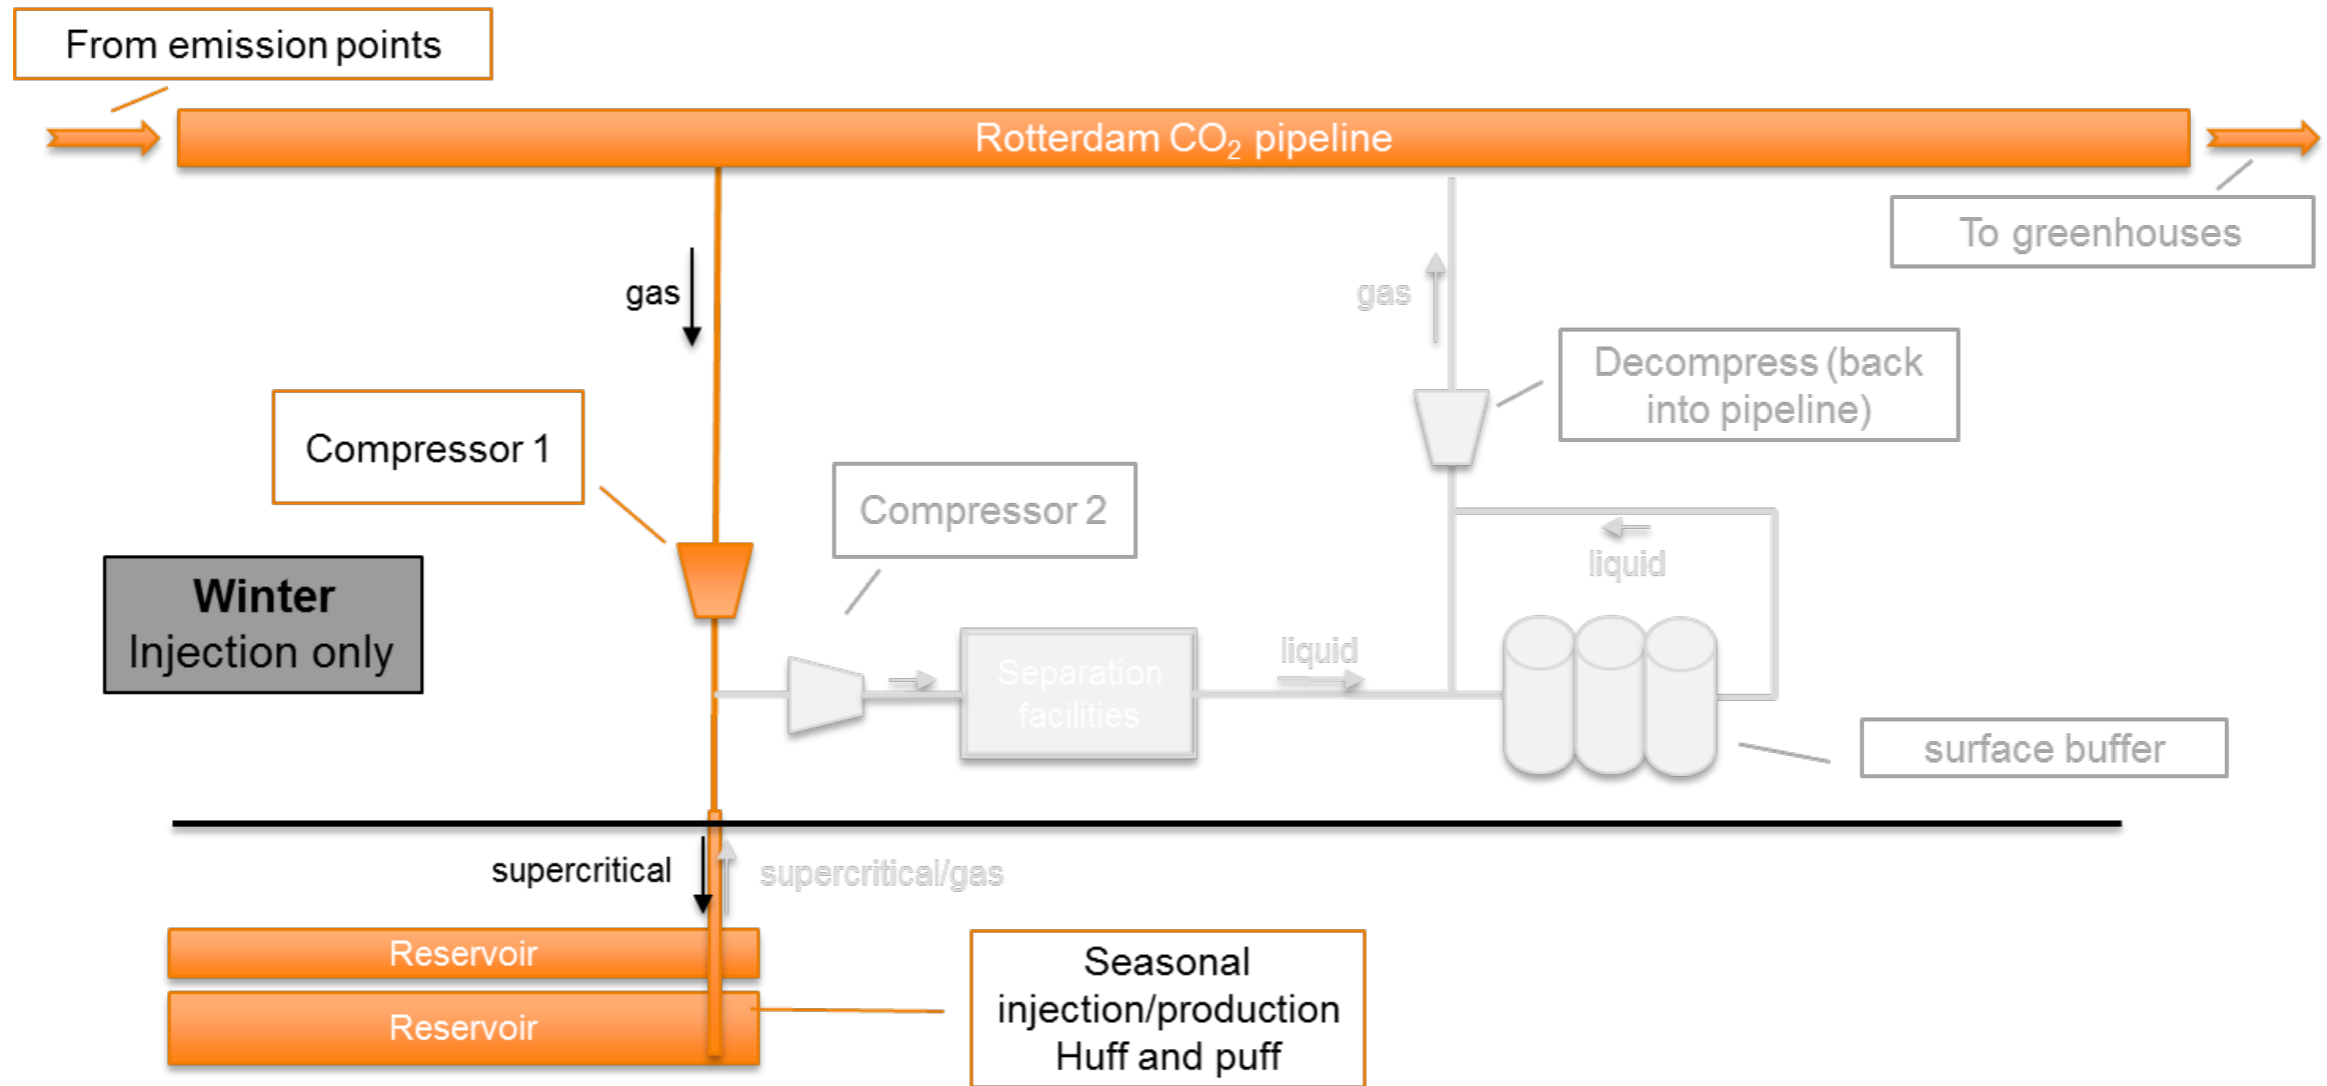 From emission points
Rotterdam CO₂ pipeline
To greenhouses
gas
gas
Decompress (back
into pipeline)
Compressor 1
Compressor 2
liquid
Winter
Injection only
Separation
facilities
liquid
surface buffer
supercritical
supercritical/gas
Reservoir
Reservoir
Seasonal
injection/production
Huff and puff